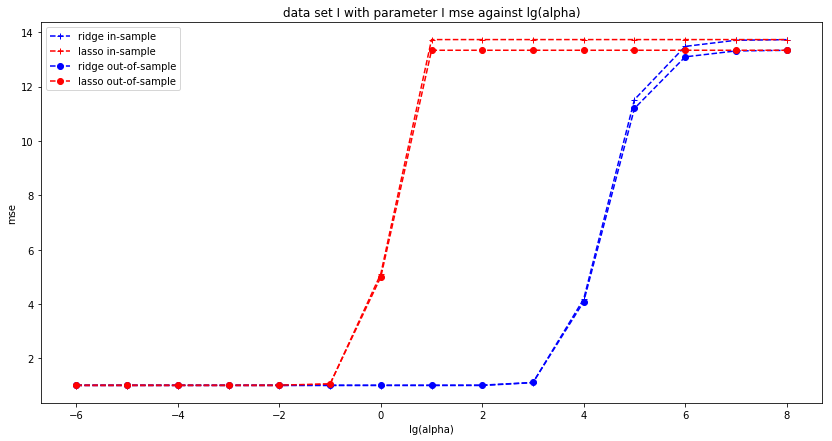 data set I with parameter I mse against lg(alpha)
ridge in-sample
lasso in-sample
ridge out-of-sample
lasso out-of-sample
14
12
10
8
6
4
2
mse
−6
−4
−2
0
2
4
6
8
lg(alpha)